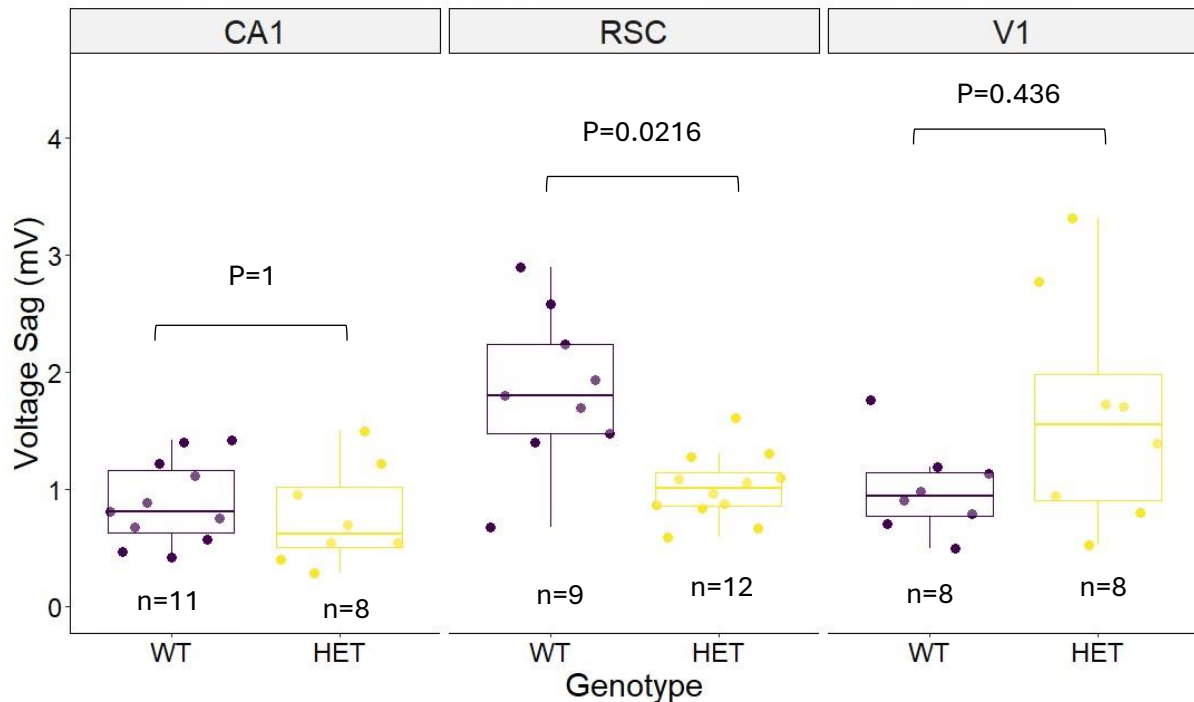 CA1 RSC V1
P=0.436
P=0.0216
P=1
4
3
2
1
0
Voltage Sag (mV)
n=11 n=8 n=9 n=12 n=8 n=8
WT HET WT HET WT HET
Genotype